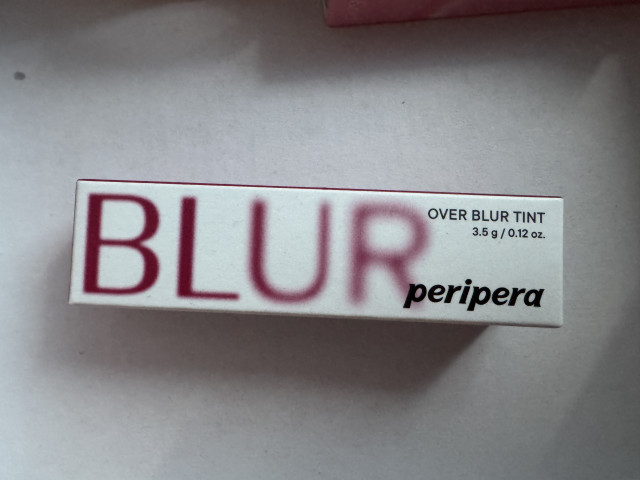 BLUR
OVER BLUR TINT
3.5 g / 0.12 oz.
peripera